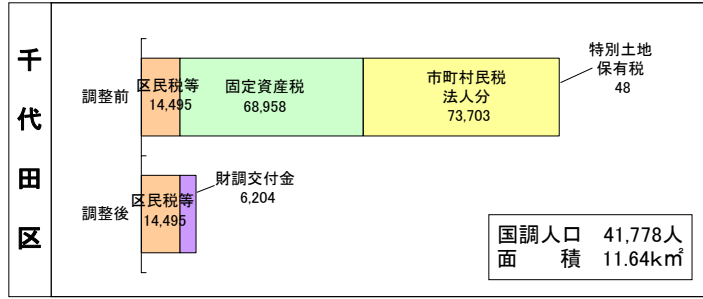 千代田区
調整前
区民税等
14,495
固定資産税
68,958
市町村民税
法人分
73,703
特別土地
保有税
48
調整後
区民税等
14,495
財調交付金
6,204
国調人口 41,778人
面 積 11.64k㎡